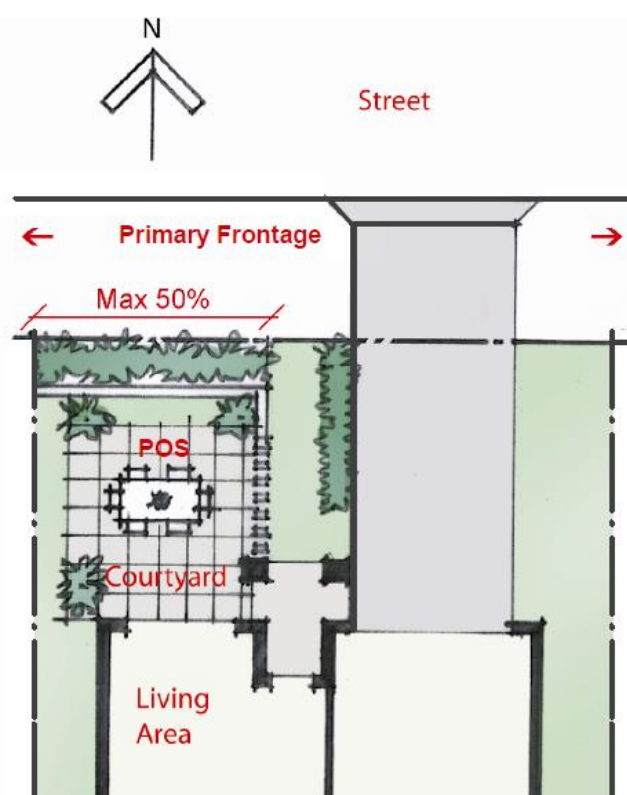 N
Street
Primary Frontage
Max 50%
POS
Courtyard
Living
Area